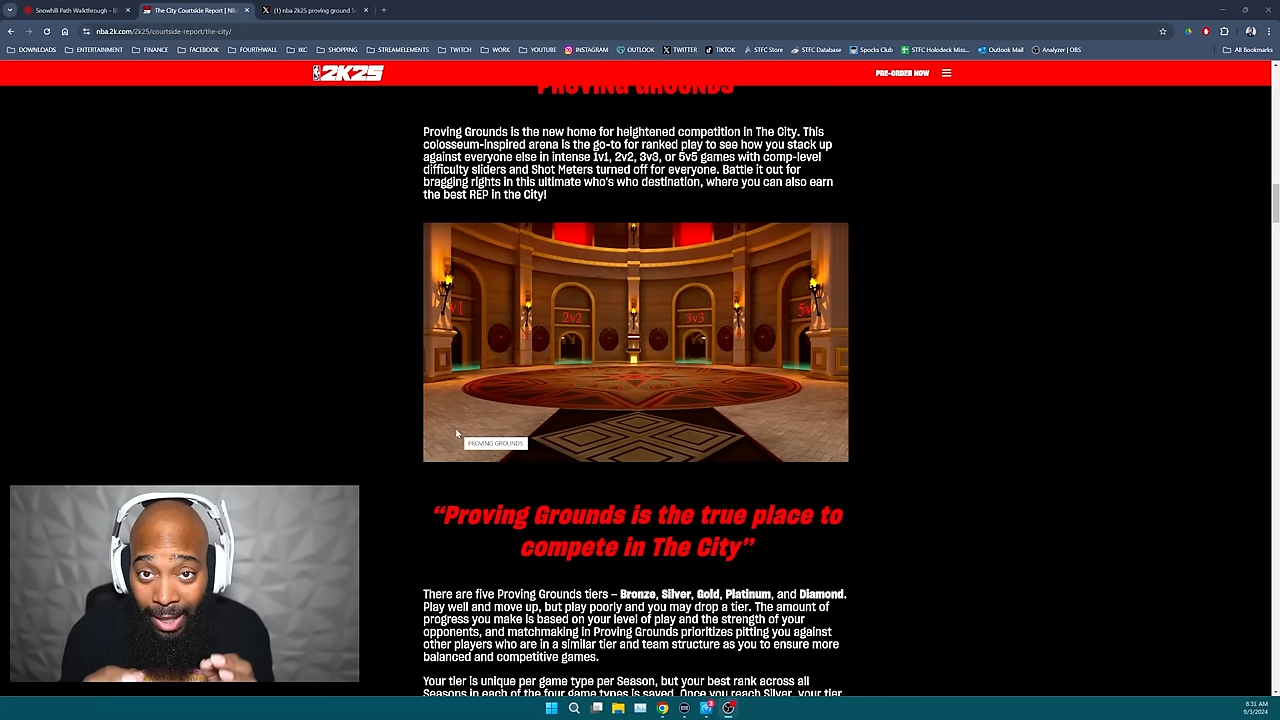 Snowhill Path Walkthrough - B
The City Courtside Report | NB
(1) nba 2k25 proving ground 5
nba.2k.com/2k25/courtside-report/the-city/
DOWNLOADS ENTERTAINMENT FINANCE FACEBOOK FOURTHWALL IKC SHOPPING STREAMELEMENTS TWITCH WORK YOUTUBE INSTAGRAM OUTLOOK TWITTER TIKTOK STFC Store STFC Database Spocks Club STFC Holodeck Miss... Outlook Mail Analyzer | OBS All Bookmarks
2K25 PRE-ORDER NOW
PROVING GROUNDS
Proving Grounds is the new home for heightened competition in The City. This
colosseum-inspired arena is the go-to for ranked play to see how you stack up
against everyone else in intense 1v1, 2v2, 3v3, or 5v5 games with comp-level
difficulty sliders and Shot Meters turned off for everyone. Battle it out for
bragging rights in this ultimate who's who destination, where you can also earn
the best REP in the City!
v1 2v2 3v3 5v
PROVING GROUNDS
“Proving Grounds is the true place to
compete in The City”
There are five Proving Grounds tiers – Bronze, Silver, Gold, Platinum, and Diamond.
Play well and move up, but play poorly and you may drop a tier. The amount of
progress you make is based on your level of play and the strength of your
opponents, and matchmaking in Proving Grounds prioritizes pitting you against
other players who are in a similar tier and team structure as you to ensure more
balanced and competitive games.
Your tier is unique per game type per Season, but your best rank across all
Seasons in each of the four game types is saved. Once you reach Silver, your tier
8:31 AM
9/3/2024